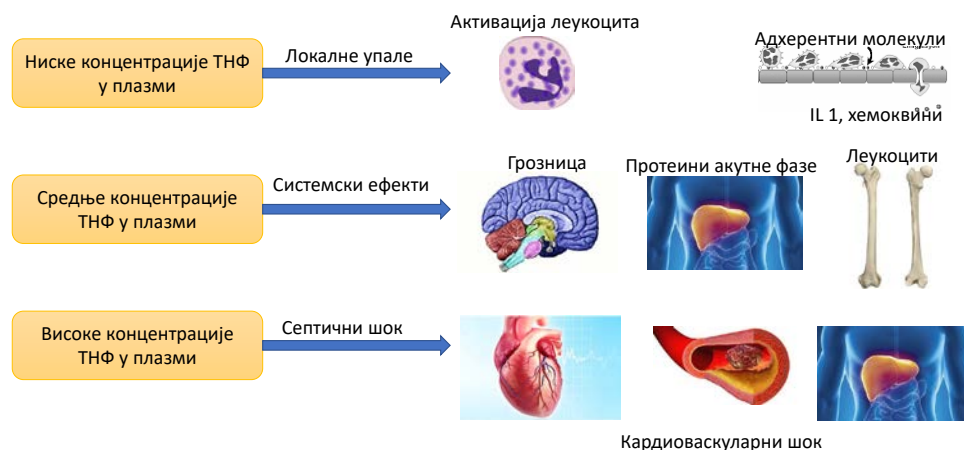 Активација леукоцита
Адхерентни молекули
Ниске концентрације ТНФ
у плазми
Локалне упале
IL 1, хемоквини
Грозница
Протеини акутне фазе
Леукоцити
Средње концентрације
ТНФ у плазми
Системски ефекти
Високе концентрације
ТНФ у плазми
Септични шок
Кардиоваскуларни шок